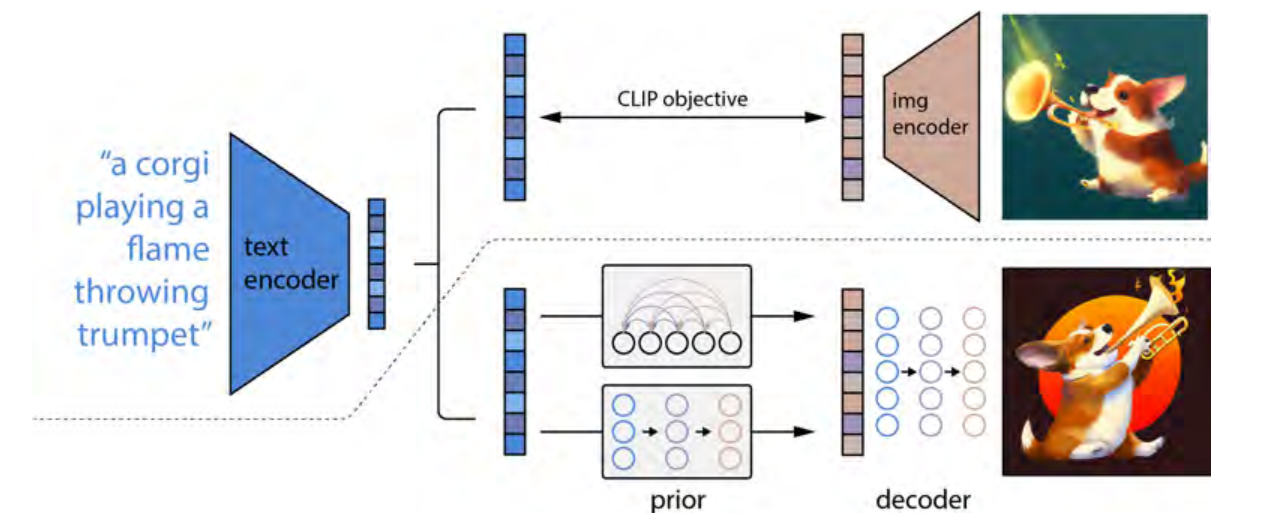 “a corgi
playing a
flame
throwing
trumpet”
text
encoder
CLIP objective
img
encoder
prior
decoder